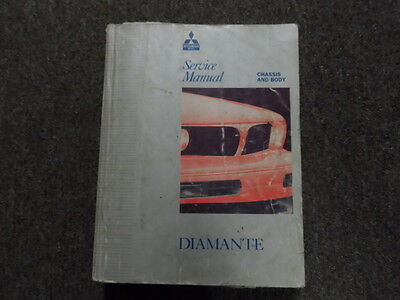 Service
Manual
CHASSIS
AND BODY
DIAMANTE